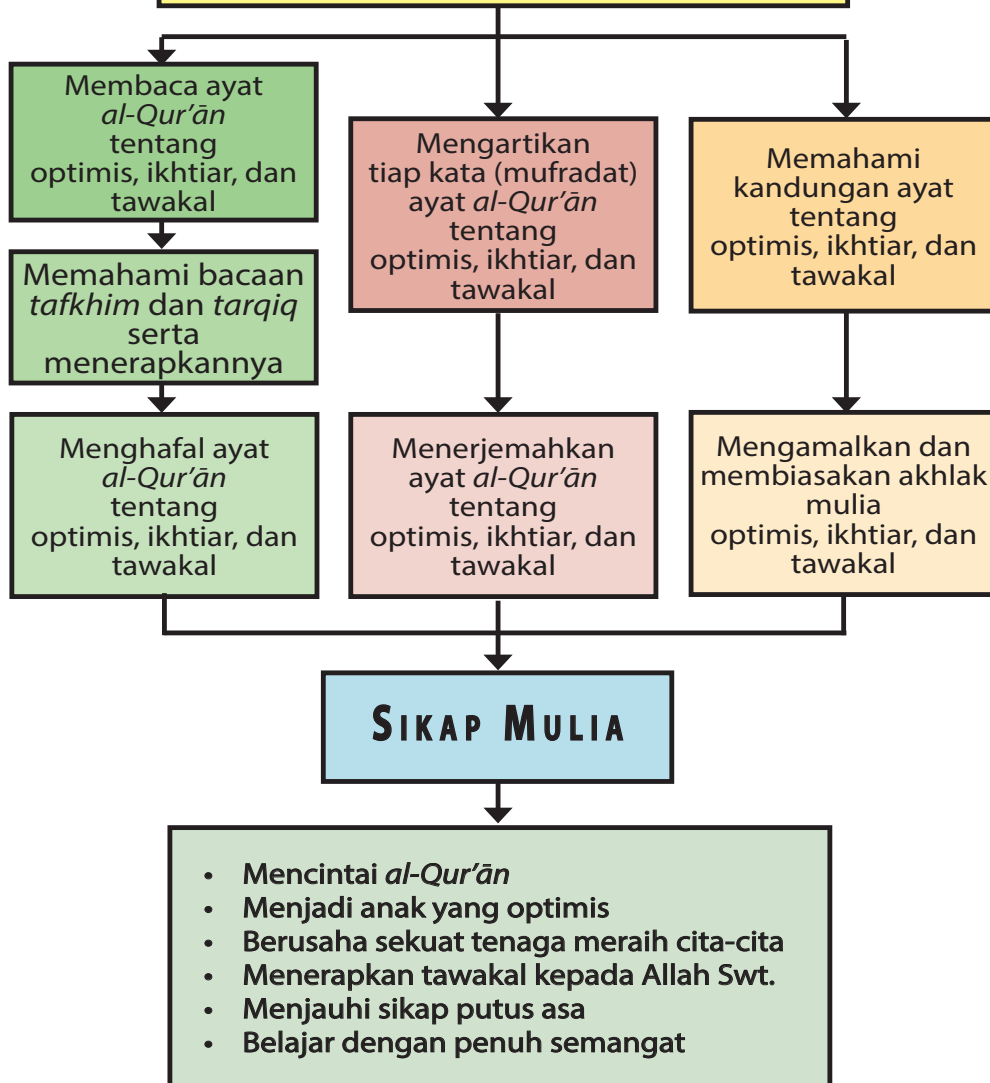 Membaca ayat
al-Qur'ān
tentang
optimis, ikhtiar, dan
tawakal
Memahami bacaan
tafkhim dan tarqiq
serta
menerapkannya
Menghafal ayat
al-Qur'ān
tentang
optimis, ikhtiar, dan
tawakal
Mengartikan
tiap kata (mufradat)
ayat al-Qur'ān
tentang
optimis, ikhtiar, dan
tawakal
Menerjemahkan
ayat al-Qur'ān
tentang
optimis, ikhtiar, dan
tawakal
Memahami
kandungan ayat
tentang
optimis, ikhtiar, dan
tawakal
Mengamalkan dan
membiasakan akhlak
mulia
optimis, ikhtiar, dan
tawakal
SIKAP MULIA
• Mencintai al-Qur'ān
• Menjadi anak yang optimis
• Berusaha sekuat tenaga meraih cita-cita
• Menerapkan tawakal kepada Allah Swt.
• Menjauhi sikap putus asa
• Belajar dengan penuh semangat